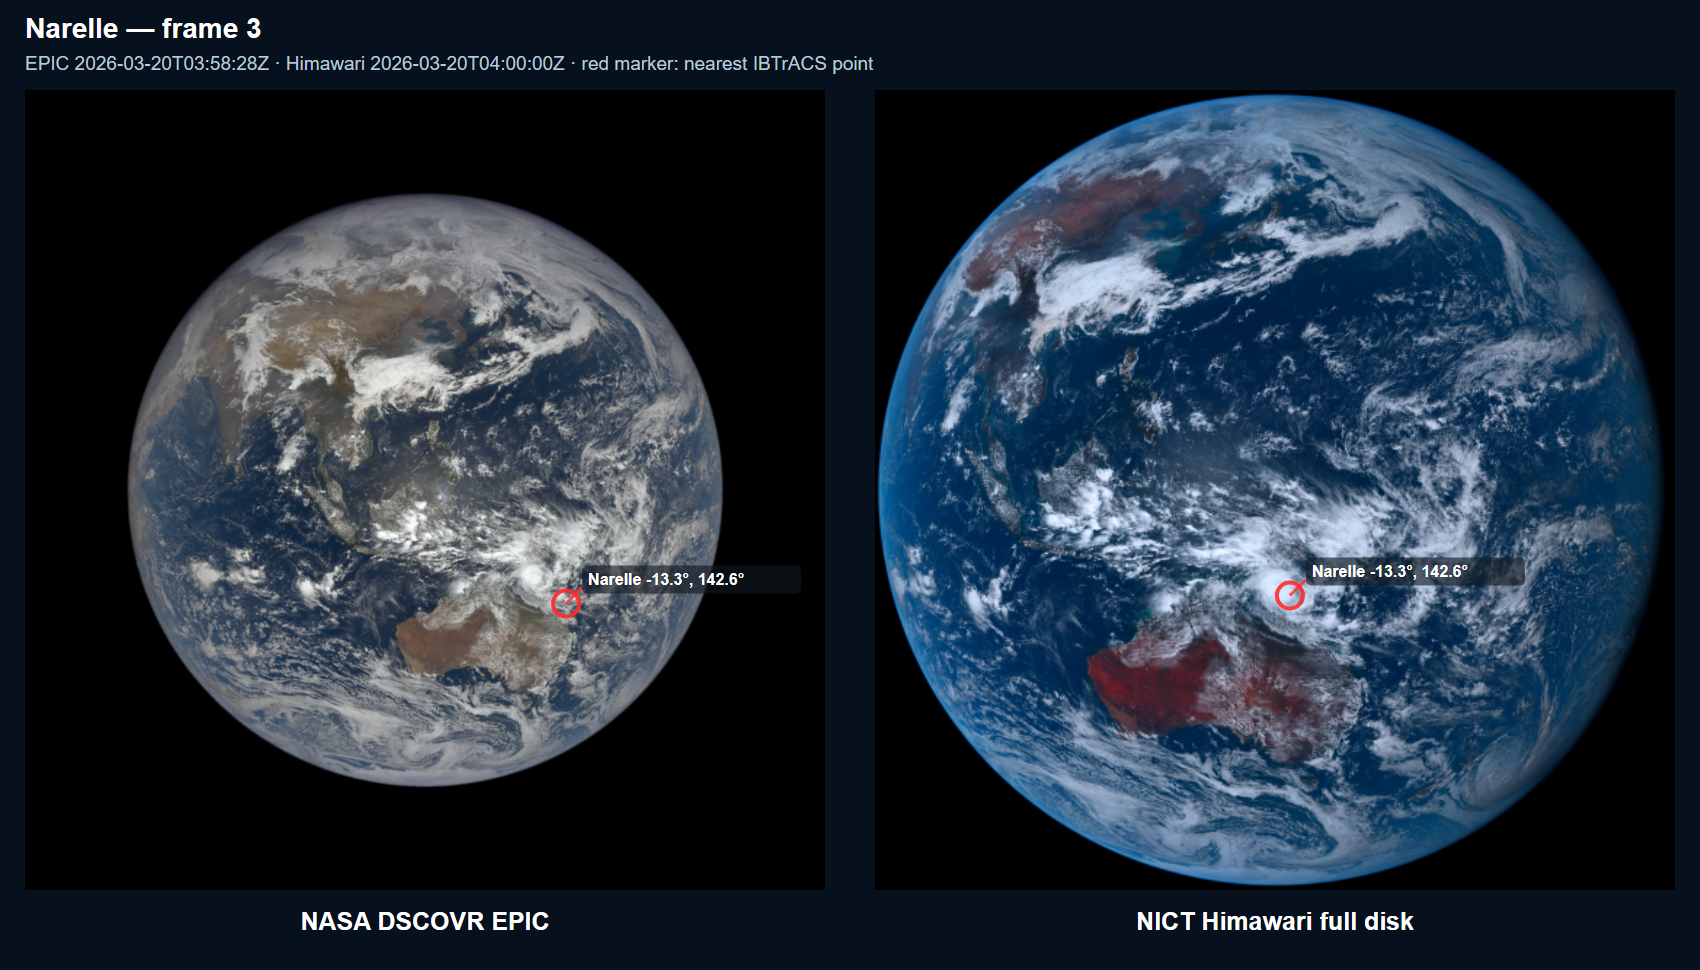 Narelle — frame 3
EPIC 2026-03-20T03:58:28Z · Himawari 2026-03-20T04:00:00Z · red marker: nearest IBTrACS point
Narelle -13.3°, 142.6°
Narelle -13.3°, 142.6°
NASA DSCOVR EPIC
NICT Himawari full disk